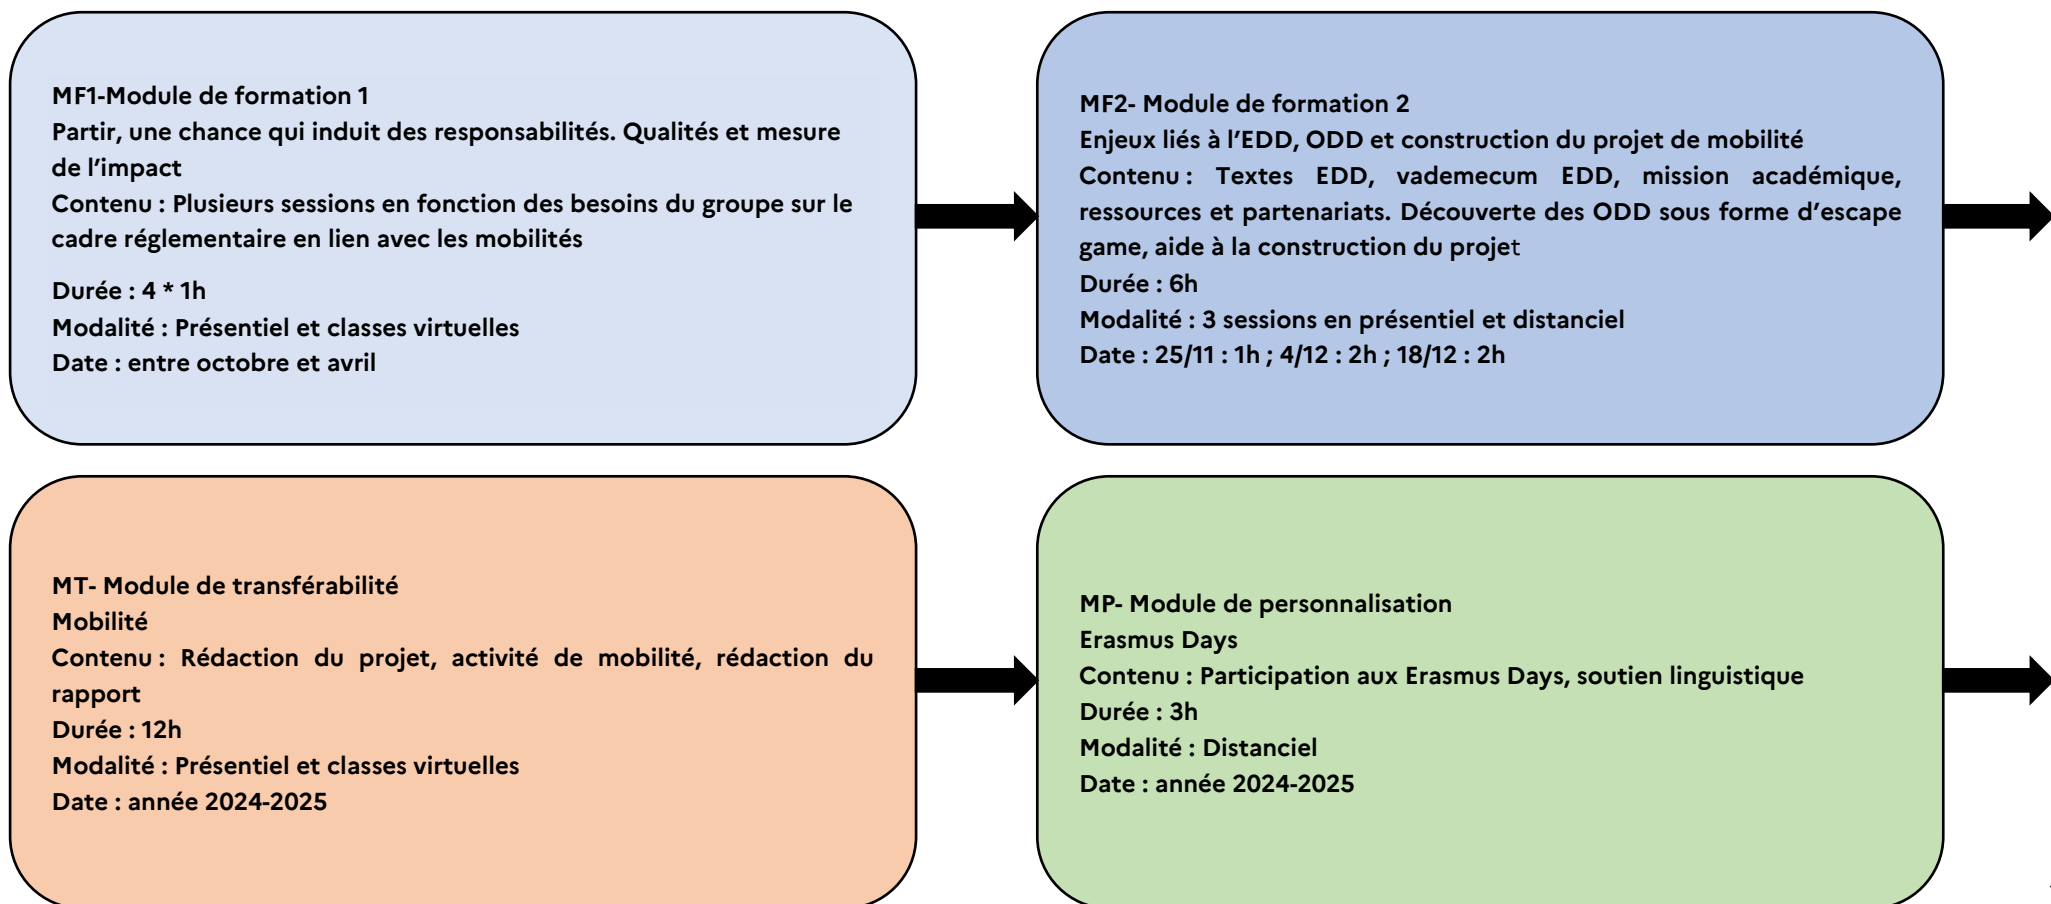 MF1-Module de formation 1
Partir, une chance qui induit des responsabilités. Qualités et mesure
de l’impact
Contenu : Plusieurs sessions en fonction des besoins du groupe sur le
cadre réglementaire en lien avec les mobilités
Durée : 4 * 1h
Modalité : Présentiel et classes virtuelles
Date : entre octobre et avril
MF2- Module de formation 2
Enjeux liés à l’EDD, ODD et construction du projet de mobilité
Contenu : Textes EDD, vademecum EDD, mission académique,
ressources et partenariats. Découverte des ODD sous forme d’escape
game, aide à la construction du projet
Durée : 6h
Modalité : 3 sessions en présentiel et distanciel
Date : 25/11 : 1h ; 4/12 : 2h ; 18/12 : 2h
MT- Module de transférabilité
Mobilité
Contenu : Rédaction du projet, activité de mobilité, rédaction du
rapport
Durée : 12h
Modalité : Présentiel et classes virtuelles
Date : année 2024-2025
MP- Module de personnalisation
Erasmus Days
Contenu : Participation aux Erasmus Days, soutien linguistique
Durée : 3h
Modalité : Distanciel
Date : année 2024-2025